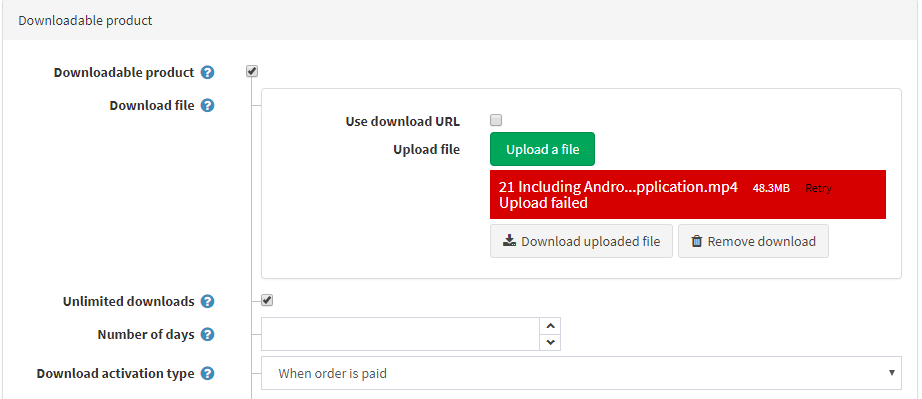 Downloadable product
Downloadable product ?
Download file ?
Use download URL
Upload file Upload a file
21 Including Andro...pplication.mp4 48.3MB Retry
Upload failed
Download uploaded file Remove download
Unlimited downloads ?
Number of days ?
Download activation type ? When order is paid